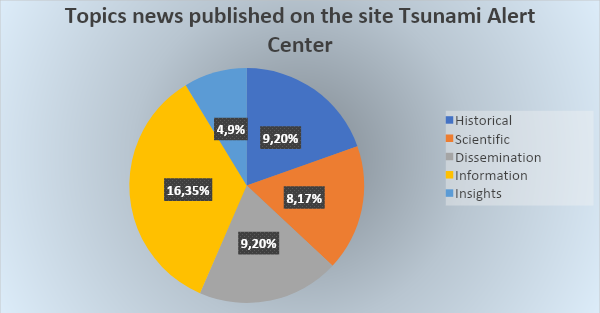 Topics news published on the site Tsunami Alert
Center
Historical
Scientific
Dissemination
Information
Insights
4,9%
9,20%
16,35%
8,17%
9,20%